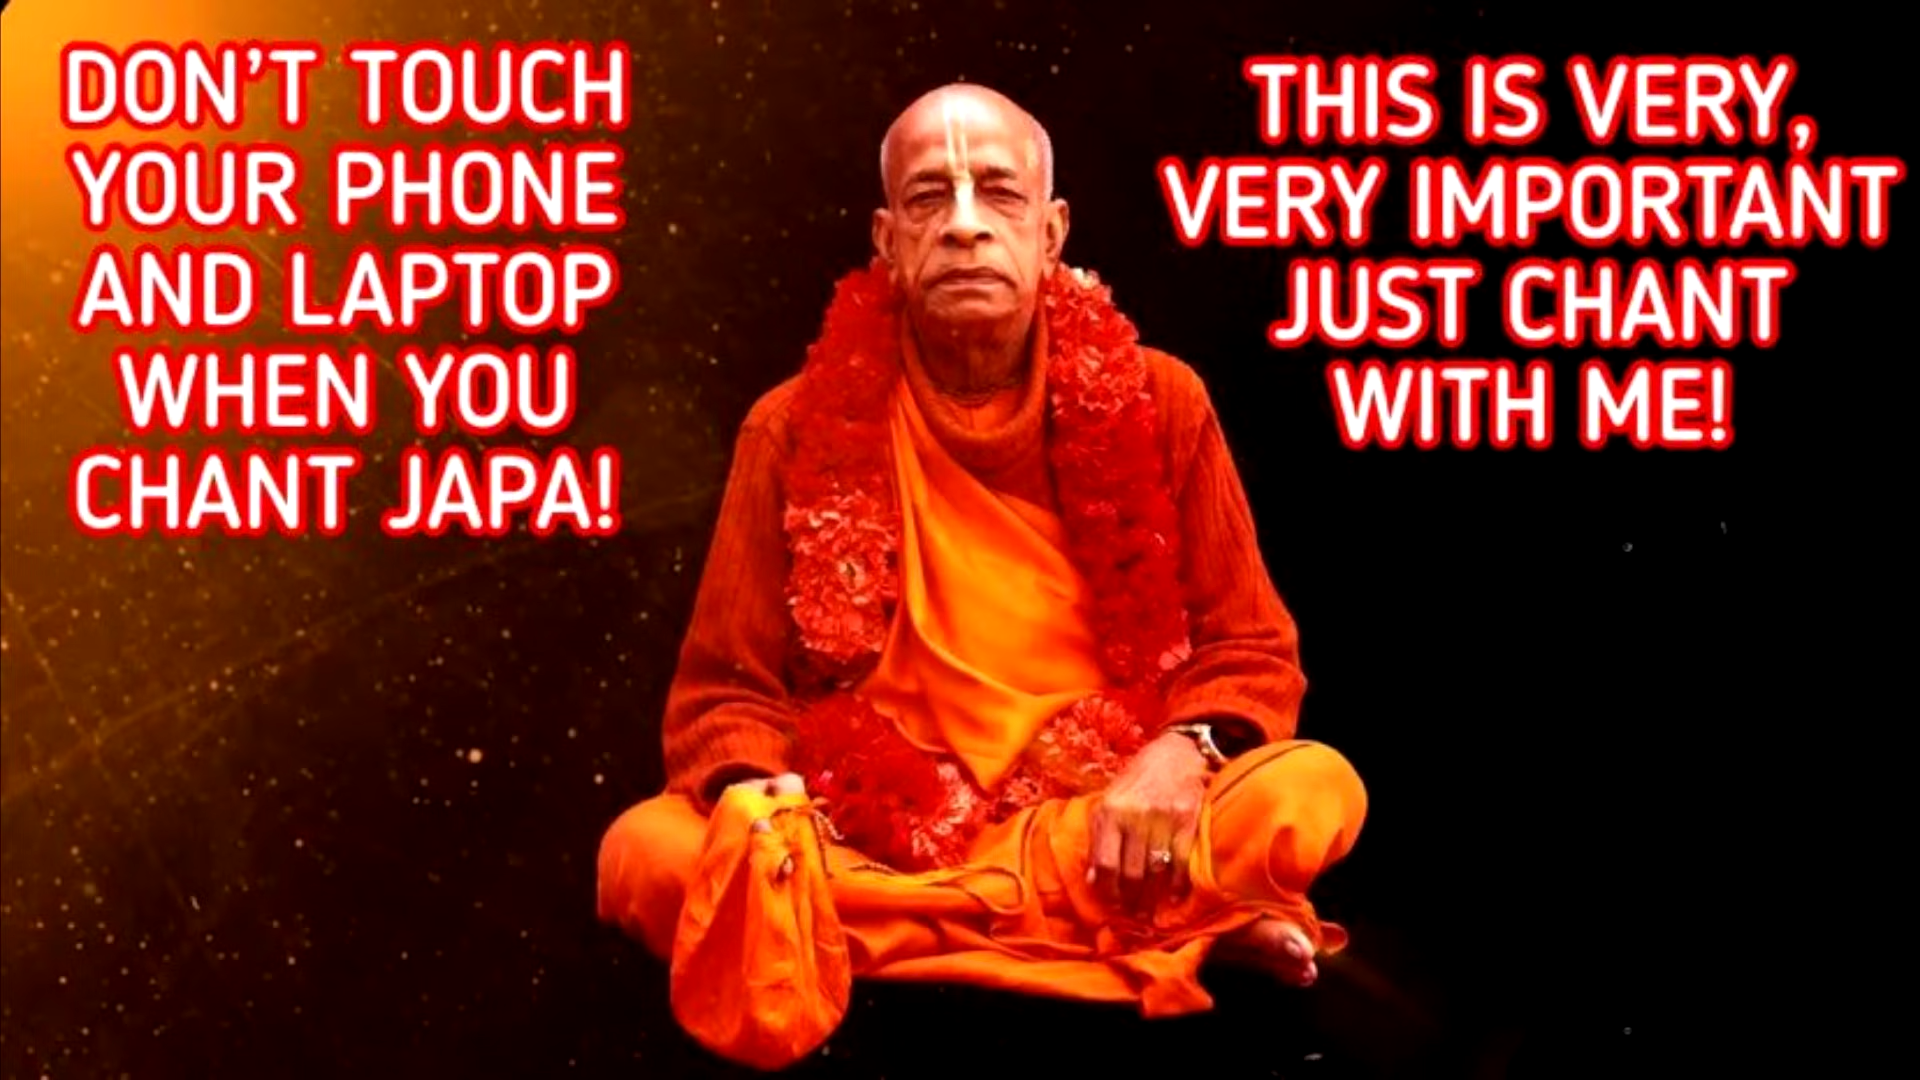 DON'T TOUCH
YOUR PHONE
AND LAPTOP
WHEN YOU
CHANT JAPA!
THIS IS VERY,
VERY IMPORTANT
JUST CHANT
WITH ME!